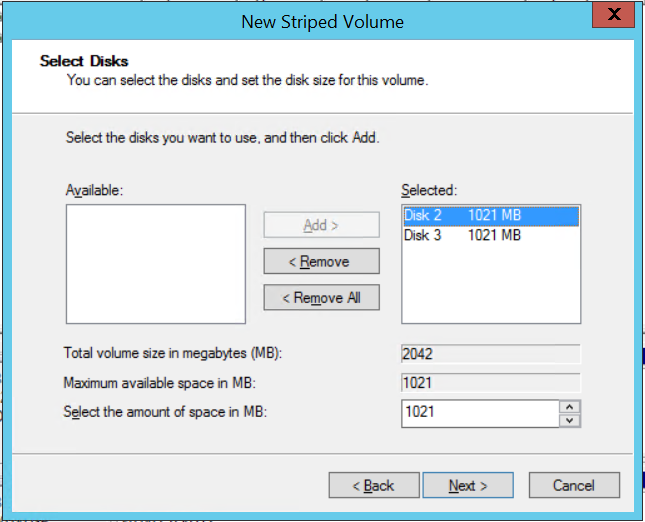 New Striped Volume
X
Select Disks
You can select the disks and set the disk size for this volume.
Select the disks you want to use, and then click Add.
Available:
Selected:
Add >
< Remove
< Remove All
Disk 2 1021 MB
Disk 3 1021 MB
Total volume size in megabytes (MB): 2042
Maximum available space in MB: 1021
Select the amount of space in MB: 1021
< Back
Next >
Cancel